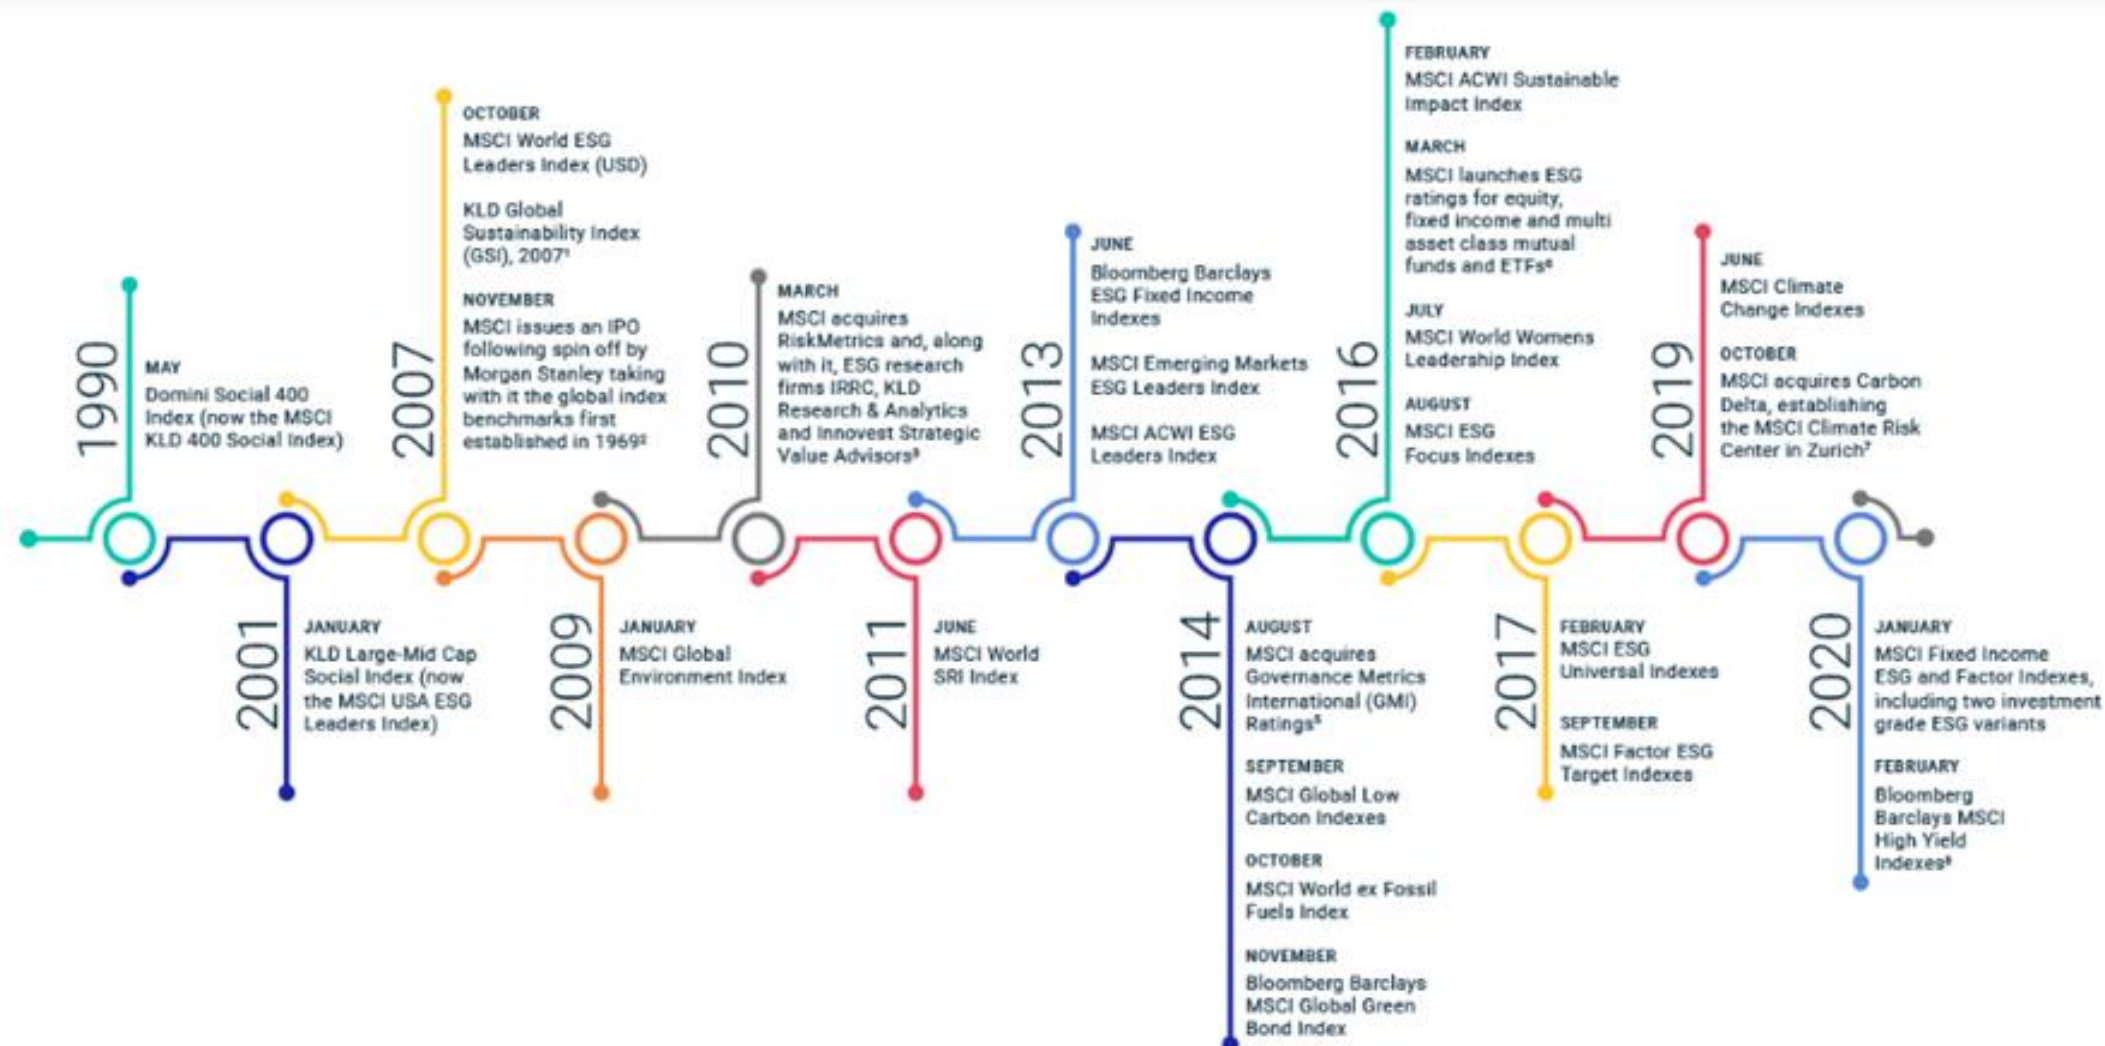 1990
MAY
Domini Social 400
Index (now the MSCI
KLD 400 Social Index)
2001
JANUARY
KLD Large-Mid Cap
Social Index (now
the MSCI USA ESG
Leaders Index)
2007
OCTOBER
MSCI World ESG
Leaders Index (USD)
KLD Global
Sustainability Index
(GSI), 2007¹
NOVEMBER
MSCI issues an IPO
following spin off by
Morgan Stanley taking
with it the global index
benchmarks first
established in 1969²
2009
JANUARY
MSCI Global
Environment Index
2010
MARCH
MSCI acquires
RiskMetrics and, along
with it, ESG research
firms IRRC, KLD
Research & Analytics
and Innovest Strategic
Value Advisors³
2011
JUNE
MSCI World
SRI Index
2013
JUNE
Bloomberg Barclays
ESG Fixed Income
Indexes
MSCI Emerging Markets
ESG Leaders Index
MSCI ACWI ESG
Leaders Index
2014
AUGUST
MSCI acquires
Governance Metrics
International (GMI)
Ratings⁵
SEPTEMBER
MSCI Global Low
Carbon Indexes
OCTOBER
MSCI World ex Fossil
Fuels Index
NOVEMBER
Bloomberg Barclays
MSCI Global Green
Bond Index
2016
FEBRUARY
MSCI ACWI Sustainable
Impact Index
MARCH
MSCI launches ESG
ratings for equity,
fixed income and multi
asset class mutual
funds and ETFs⁶
JULY
MSCI World Womens
Leadership Index
AUGUST
MSCI ESG
Focus Indexes
2017
FEBRUARY
MSCI ESG
Universal Indexes
SEPTEMBER
MSCI Factor ESG
Target Indexes
2019
JUNE
MSCI Climate
Change Indexes
OCTOBER
MSCI acquires Carbon
Delta, establishing
the MSCI Climate Risk
Center in Zurich⁷
2020
JANUARY
MSCI Fixed Income
ESG and Factor Indexes,
including two investment
grade ESG variants
FEBRUARY
Bloomberg
Barclays MSCI
High Yield
Indexes⁸